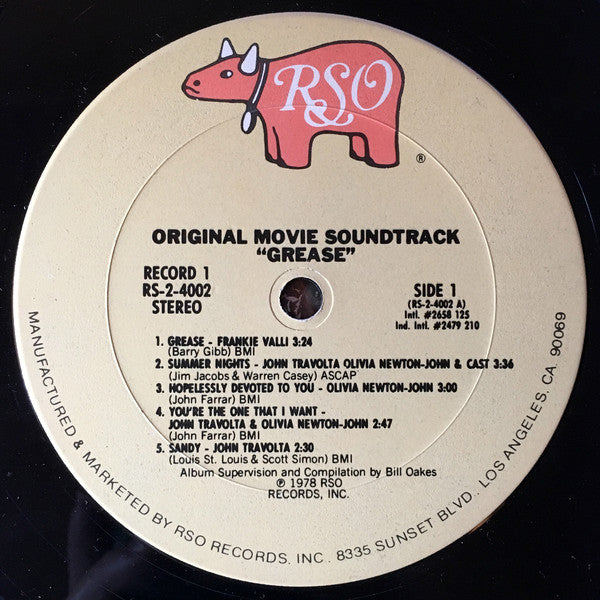 RSO
®
ORIGINAL MOVIE SOUNDTRACK
"GREASE"
RECORD 1
RS-2-4002
STEREO
SIDE 1
(RS-2-4002 A)
Intl. #2658 125
Ind. Intl. #2479 210
1. GREASE - FRANKIE VALLI 3:24
(Barry Gibb) BMI
2. SUMMER NIGHTS - JOHN TRAVOLTA OLIVIA NEWTON-JOHN & CAST 3:36
(Jim Jacobs & Warren Casey) ASCAP
3. HOPELESSLY DEVOTED TO YOU - OLIVIA NEWTON-JOHN 3:00
(John Farrar) BMI
4. YOU'RE THE ONE THAT I WANT -
JOHN TRAVOLTA & OLIVIA NEWTON-JOHN 2:47
(John Farrar) BMI
5. SANDY - JOHN TRAVOLTA 2:30
(Louis St. Louis & Scott Simon) BMI
Album Supervision and Compilation by Bill Oakes
℗ 1978 RSO
RECORDS, INC.
MANUFACTURED & MARKETED BY RSO RECORDS, INC. 8335 SUNSET BLVD. LOS ANGELES, CA 90069